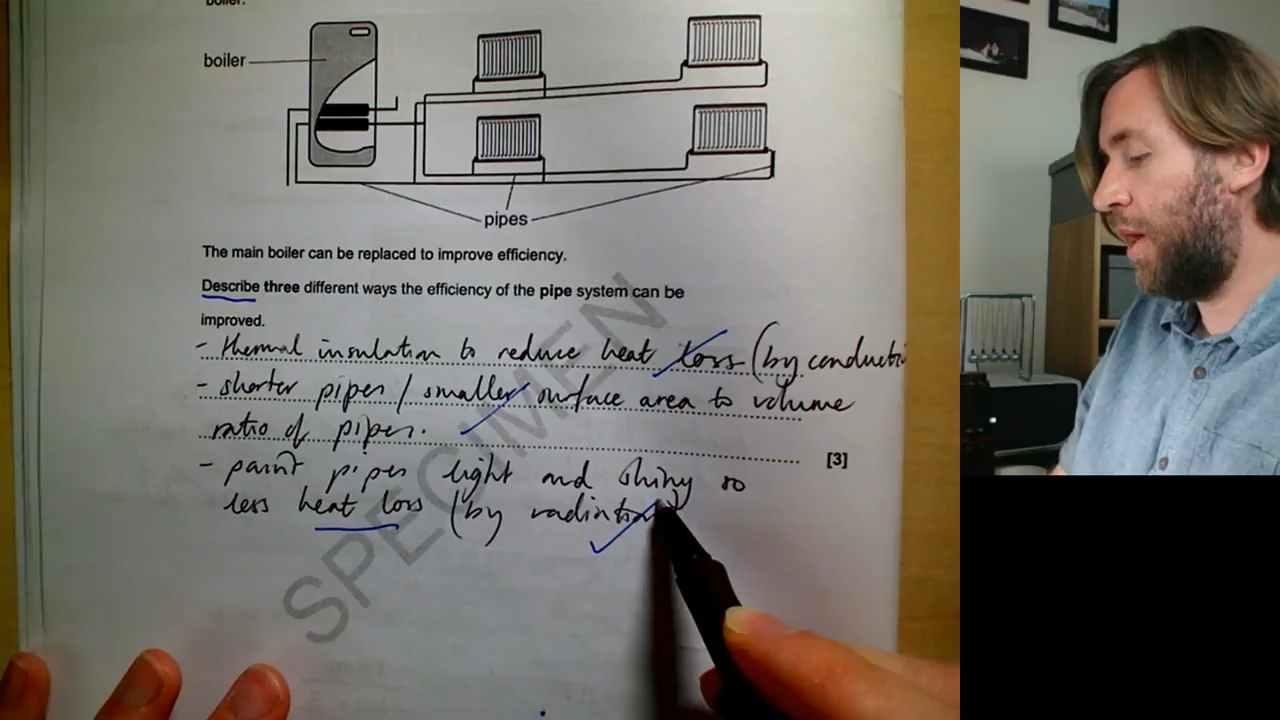 boiler.
boiler
pipes
The main boiler can be replaced to improve efficiency.
Describe three different ways the efficiency of the pipe system can be
improved.
- thermal insulation to reduce heat loss (by conducti
- shorter pipes / smaller surface area to volume
ratio of pipes.
[3]
- paint pipes light and shiny so
less heat loss (by radiation)
SPECIMEN